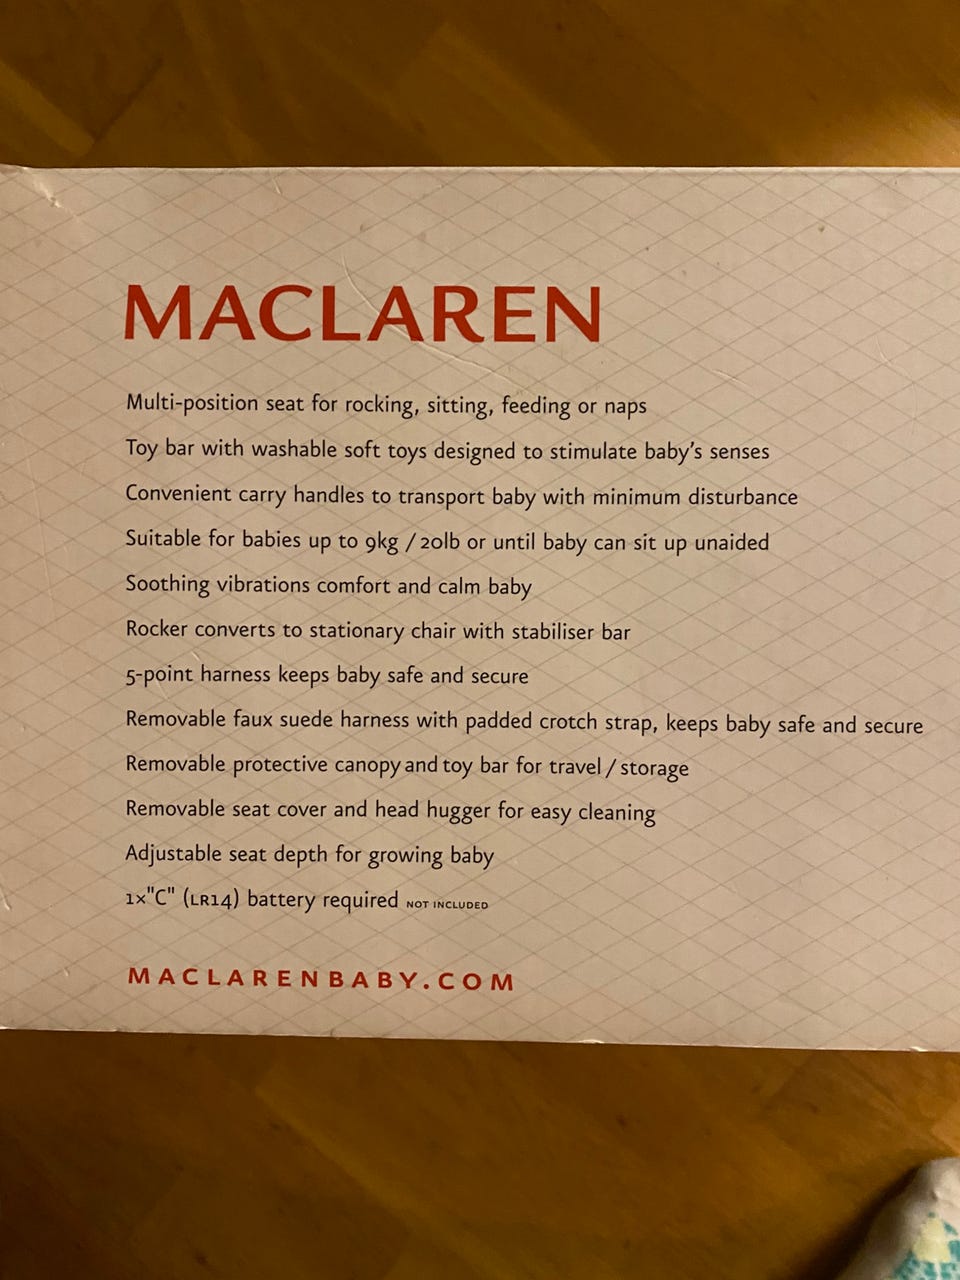 MACLAREN
Multi-position seat for rocking, sitting, feeding or naps
Toy bar with washable soft toys designed to stimulate baby's senses
Convenient carry handles to transport baby with minimum disturbance
Suitable for babies up to 9kg / 20lb or until baby can sit up unaided
Soothing vibrations comfort and calm baby
Rocker converts to stationary chair with stabiliser bar
5-point harness keeps baby safe and secure
Removable faux suede harness with padded crotch strap, keeps baby safe and secure
Removable protective canopy and toy bar for travel / storage
Removable seat cover and head hugger for easy cleaning
Adjustable seat depth for growing baby
1x"C" (LR14) battery required NOT INCLUDED
MACLARENBABY.COM